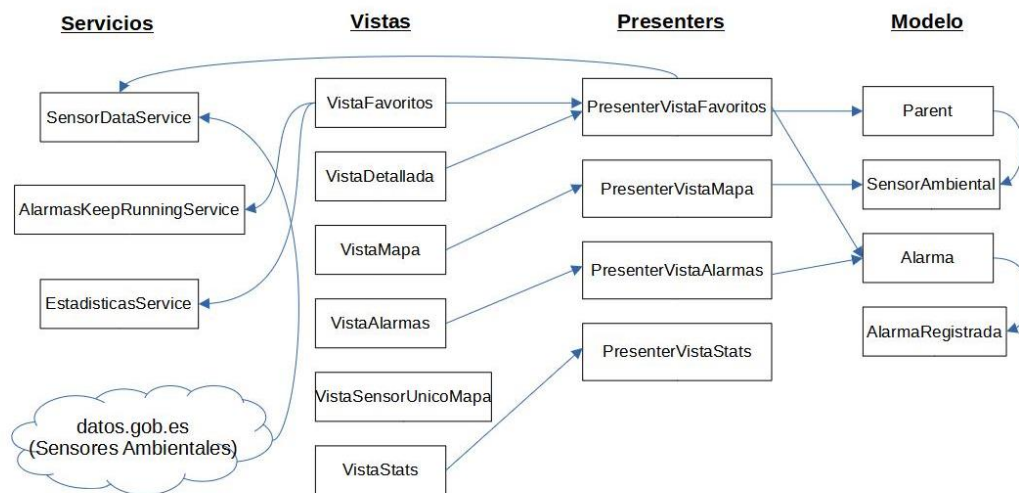 Servicios
Vistas
Presenters
Modelo
SensorDataService
AlarmasKeepRunningService
EstadisticasService
datos.gob.es
(Sensores Ambientales)
VistaFavoritos
VistaDetallada
VistaMapa
VistaAlarmas
VistaSensorUnicoMapa
VistaStats
PresenterVistaFavoritos
PresenterVistaMapa
PresenterVistaAlarmas
PresenterVistaStats
Parent
SensorAmbiental
Alarma
AlarmaRegistrada